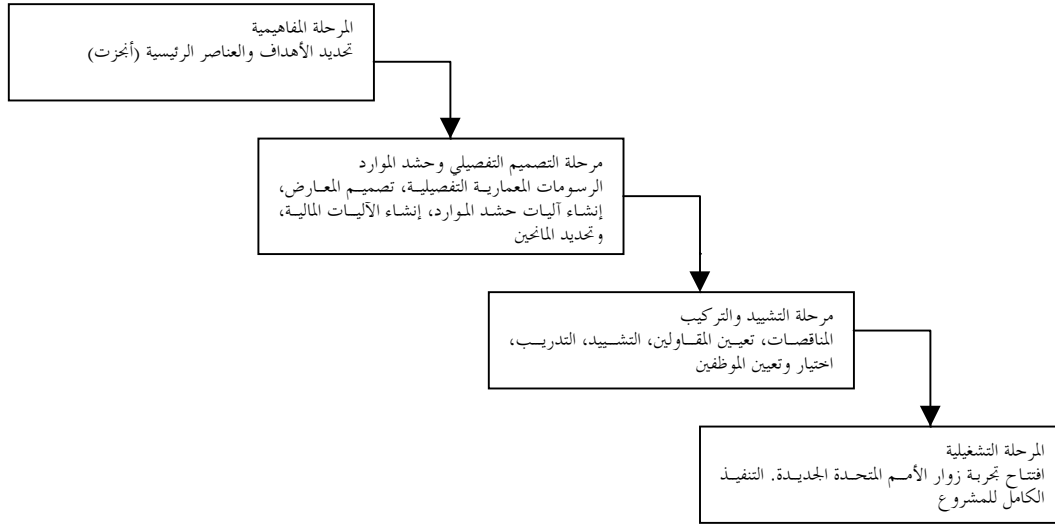 المرحلة المفاهيمية
تحديد الأهداف والعناصر الرئيسية (أنجزت)
مرحلة التصميم التفصيلي وحشد الموارد
الرسومات المعمارية التفصيلية، تصميم المعارض،
إنشاء آليات حشد الموارد، إنشاء الآليات المالية،
وتحديد المانحين
مرحلة التشييد والتركيب
المناقصات، تعيين المقاولين، التشييد، التدريب،
اختيار وتعيين الموظفين
المرحلة التشغيلية
افتتاح تجربة زوار الأمم المتحدة الجديدة. التنفيذ
الكامل للمشروع